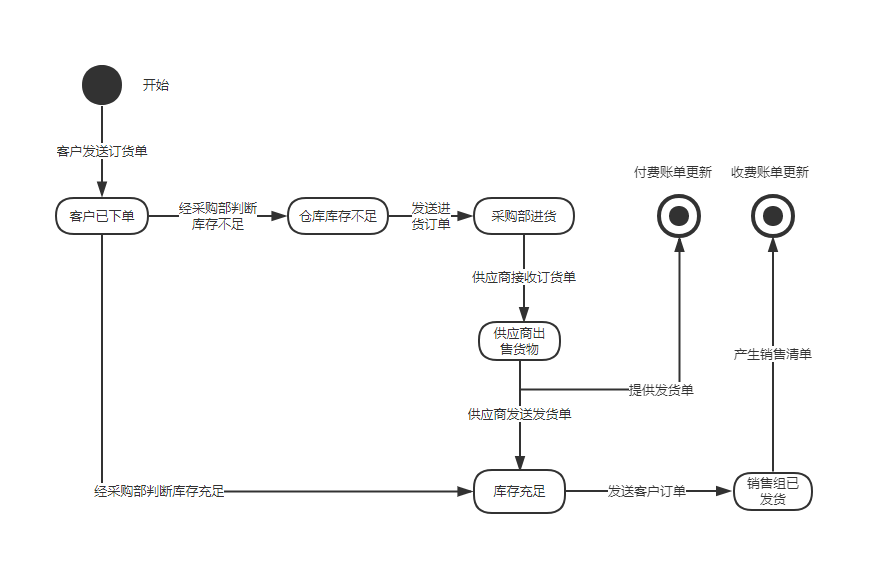 开始
客户发送订货单
付费账单更新
收费账单更新
客户已下单
经采购部判断
库存不足
仓库库存不足
发送进
货订单
采购部进货
供应商接收订货单
供应商出
售货物
产生销售清单
提供发货单
供应商发送发货单
经采购部判断库存充足
库存充足
发送客户订单
销售组已
发货